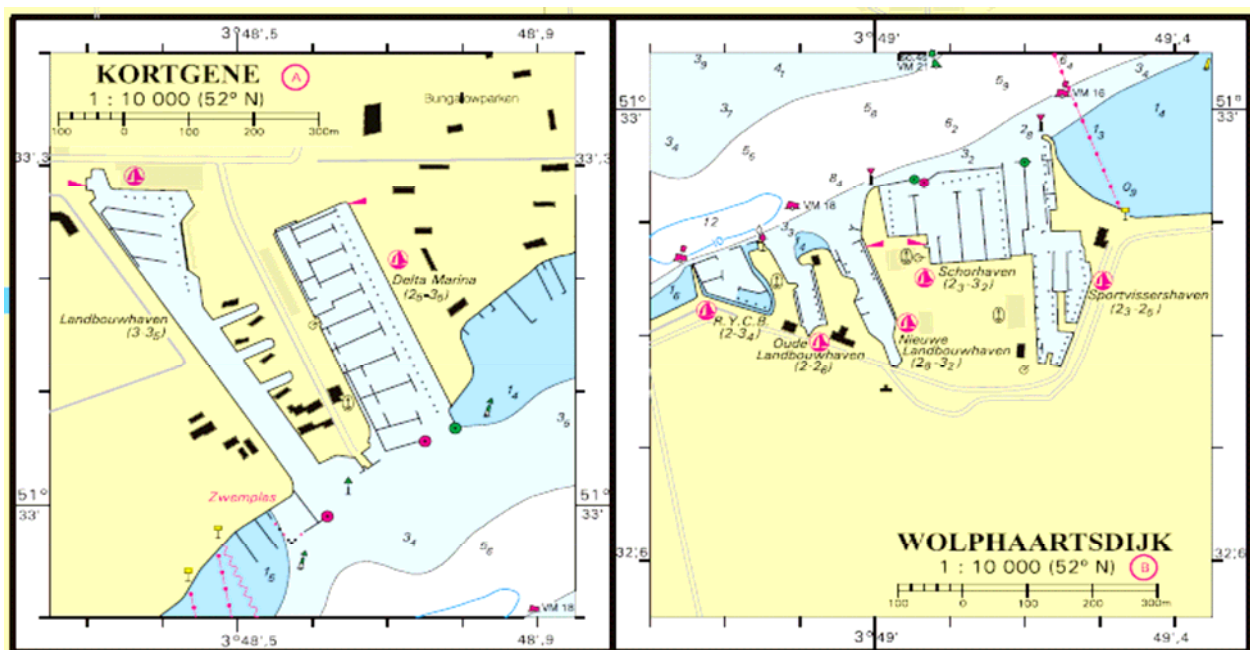 3° 48',5
48',9
KORTGENE A
1 : 10 000 (52° N)
100 0 100 200 300m
Bungalowparken
33',3
33',3
Delta Marina
(2₅-3₅)
Landbouwhaven
(3-3₅)
1₄
3₅
51°
33'
51°
33'
Zwemplas
3₄
5₆
1₅
VM 18
3° 48',5
48',9
3° 49'
49',4
VM 21
3₉
4₁
5₉
6₄
3₄
VM 16
51°
33'
51°
33'
3₇
5₈
6₂
2₈
1₃
1₄
3₄
5₆
3₂
8₄
0₉
VM 18
12
3₃
1₄
1₆
Schorhaven
(2₃-3₂)
Sportvissershaven
(2₃-2₅)
R.Y.C.B.
(2-3₄)
Oude
Landbouwhaven
(2-2₆)
Nieuwe
Landbouwhaven
(2₈-3₂)
32',6
32',6
WOLPHAARTSDIJK
1 : 10 000 (52° N) B
100 0 100 200 300m
3° 49'
49',4